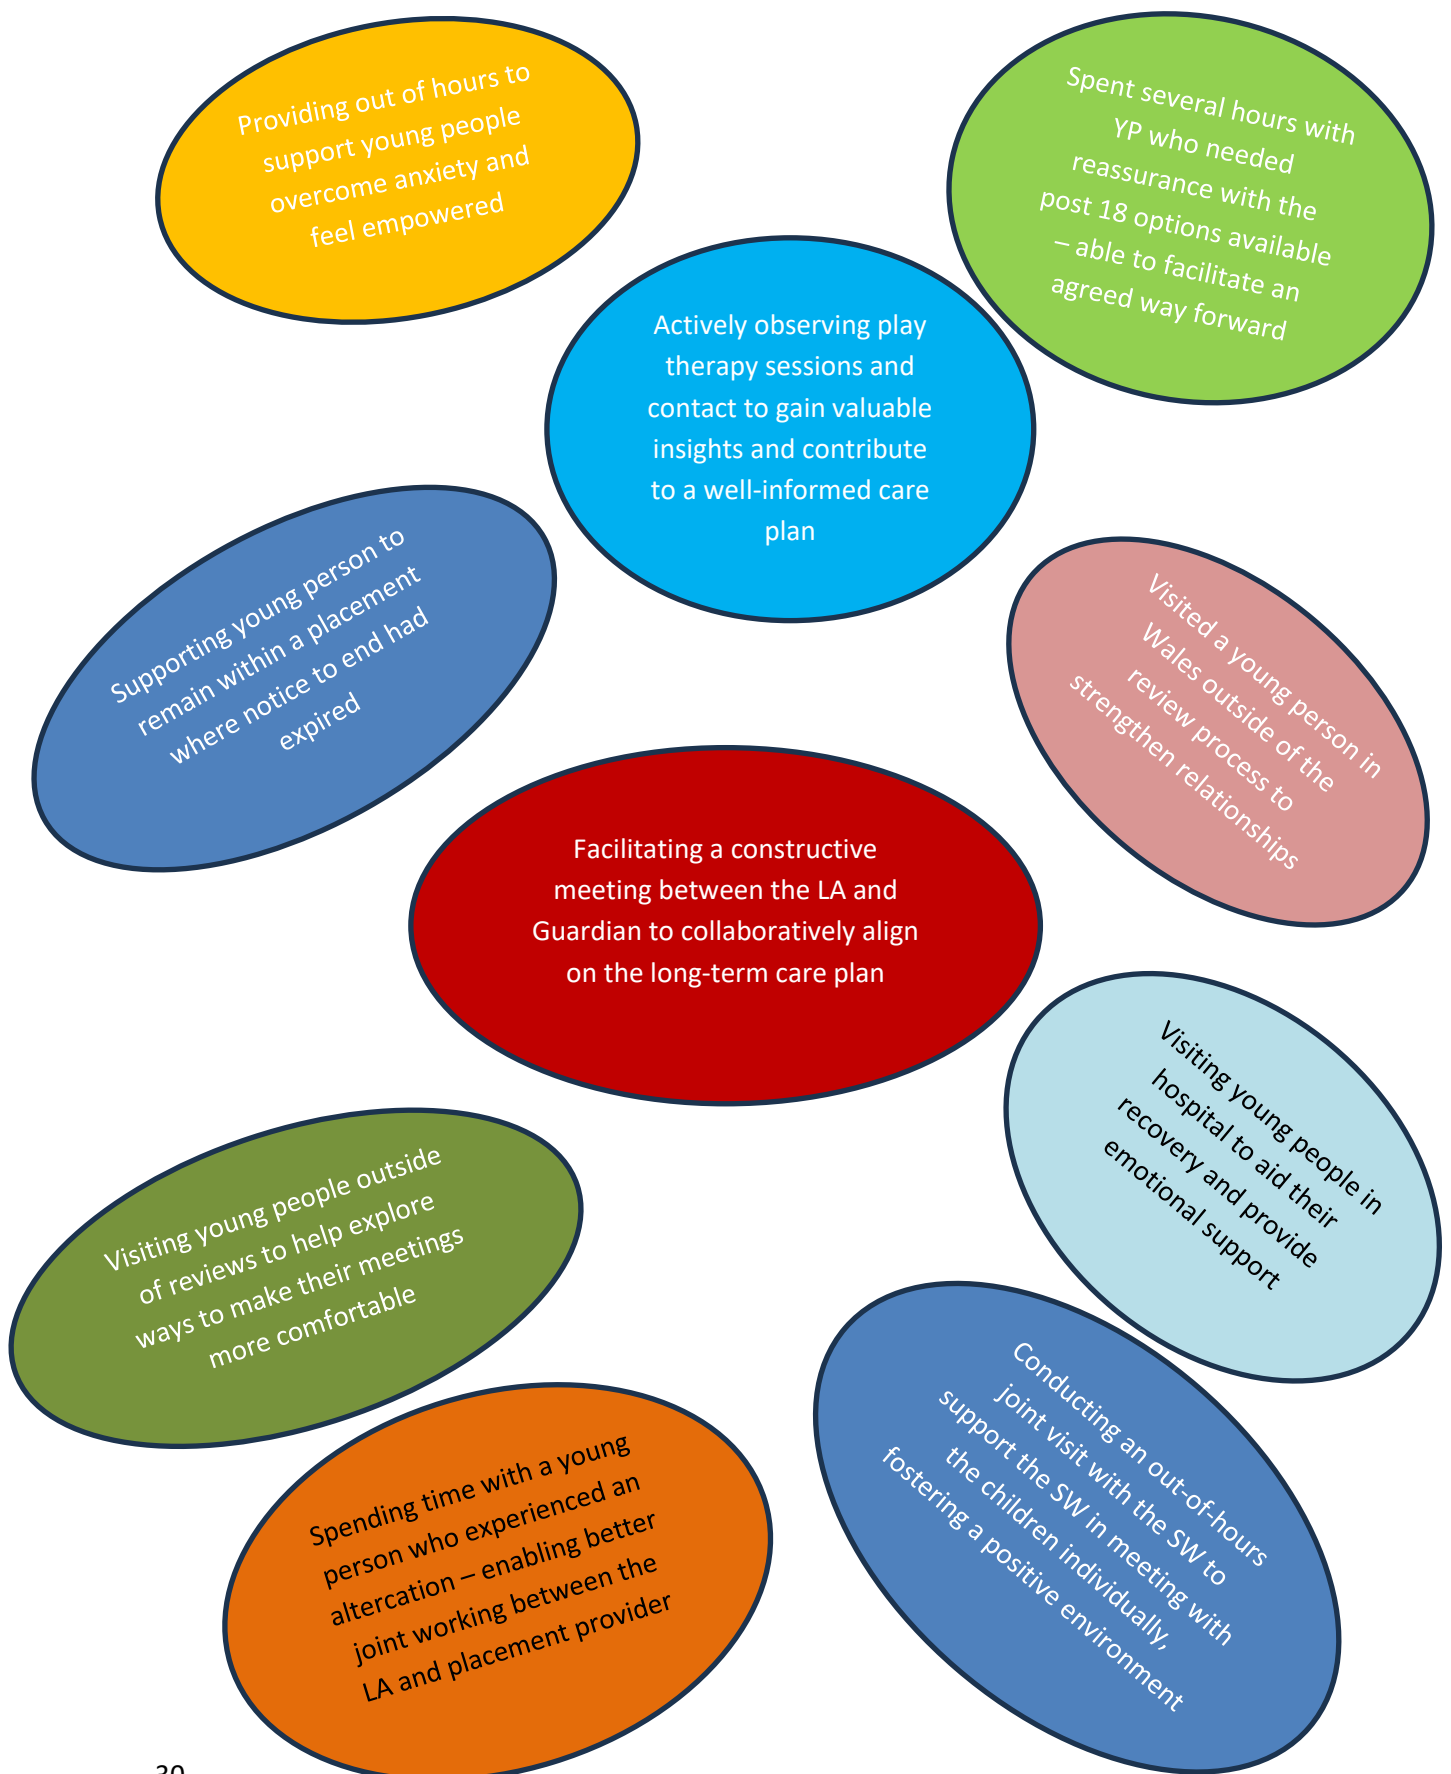 Providing out of hours to
support young people
overcome anxiety and
feel empowered
Spent several hours with
YP who needed
reassurance with the
post 18 options available
– able to facilitate an
agreed way forward
Actively observing play
therapy sessions and
contact to gain valuable
insights and contribute
to a well-informed care
plan
Supporting young person to
remain within a placement
where notice to end had
expired
Visited a young person in
Wales outside of the
review process to
strengthen relationships
Facilitating a constructive
meeting between the LA and
Guardian to collaboratively align
on the long-term care plan
Visiting young people in
hospital to aid their
recovery and provide
emotional support
Visiting young people outside
of reviews to help explore
ways to make their meetings
more comfortable
Conducting an out-of-hours
joint visit with the SW to
support the SW in meeting with
the children individually,
fostering a positive environment
Spending time with a young
person who experienced an
altercation – enabling better
joint working between the
LA and placement provider
30